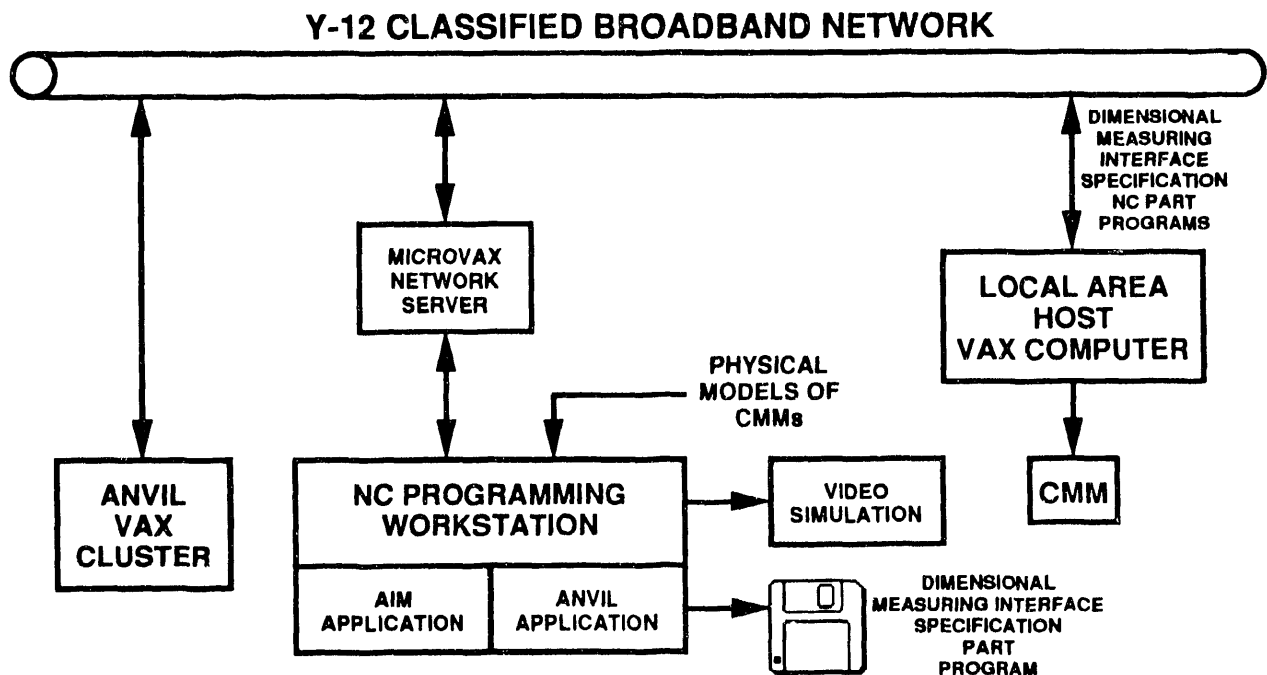 Y-12 CLASSIFIED BROADBAND NETWORK
DIMENSIONAL
MEASURING
INTERFACE
SPECIFICATION
NC PART
PROGRAMS
MICROVAX
NETWORK
SERVER
LOCAL AREA
HOST
VAX COMPUTER
PHYSICAL
MODELS OF
CMMs
ANVIL
VAX
CLUSTER
NC PROGRAMMING
WORKSTATION
VIDEO
SIMULATION
CMM
AIM
APPLICATION
ANVIL
APPLICATION
DIMENSIONAL
MEASURING INTERFACE
SPECIFICATION
PART
PROGRAM